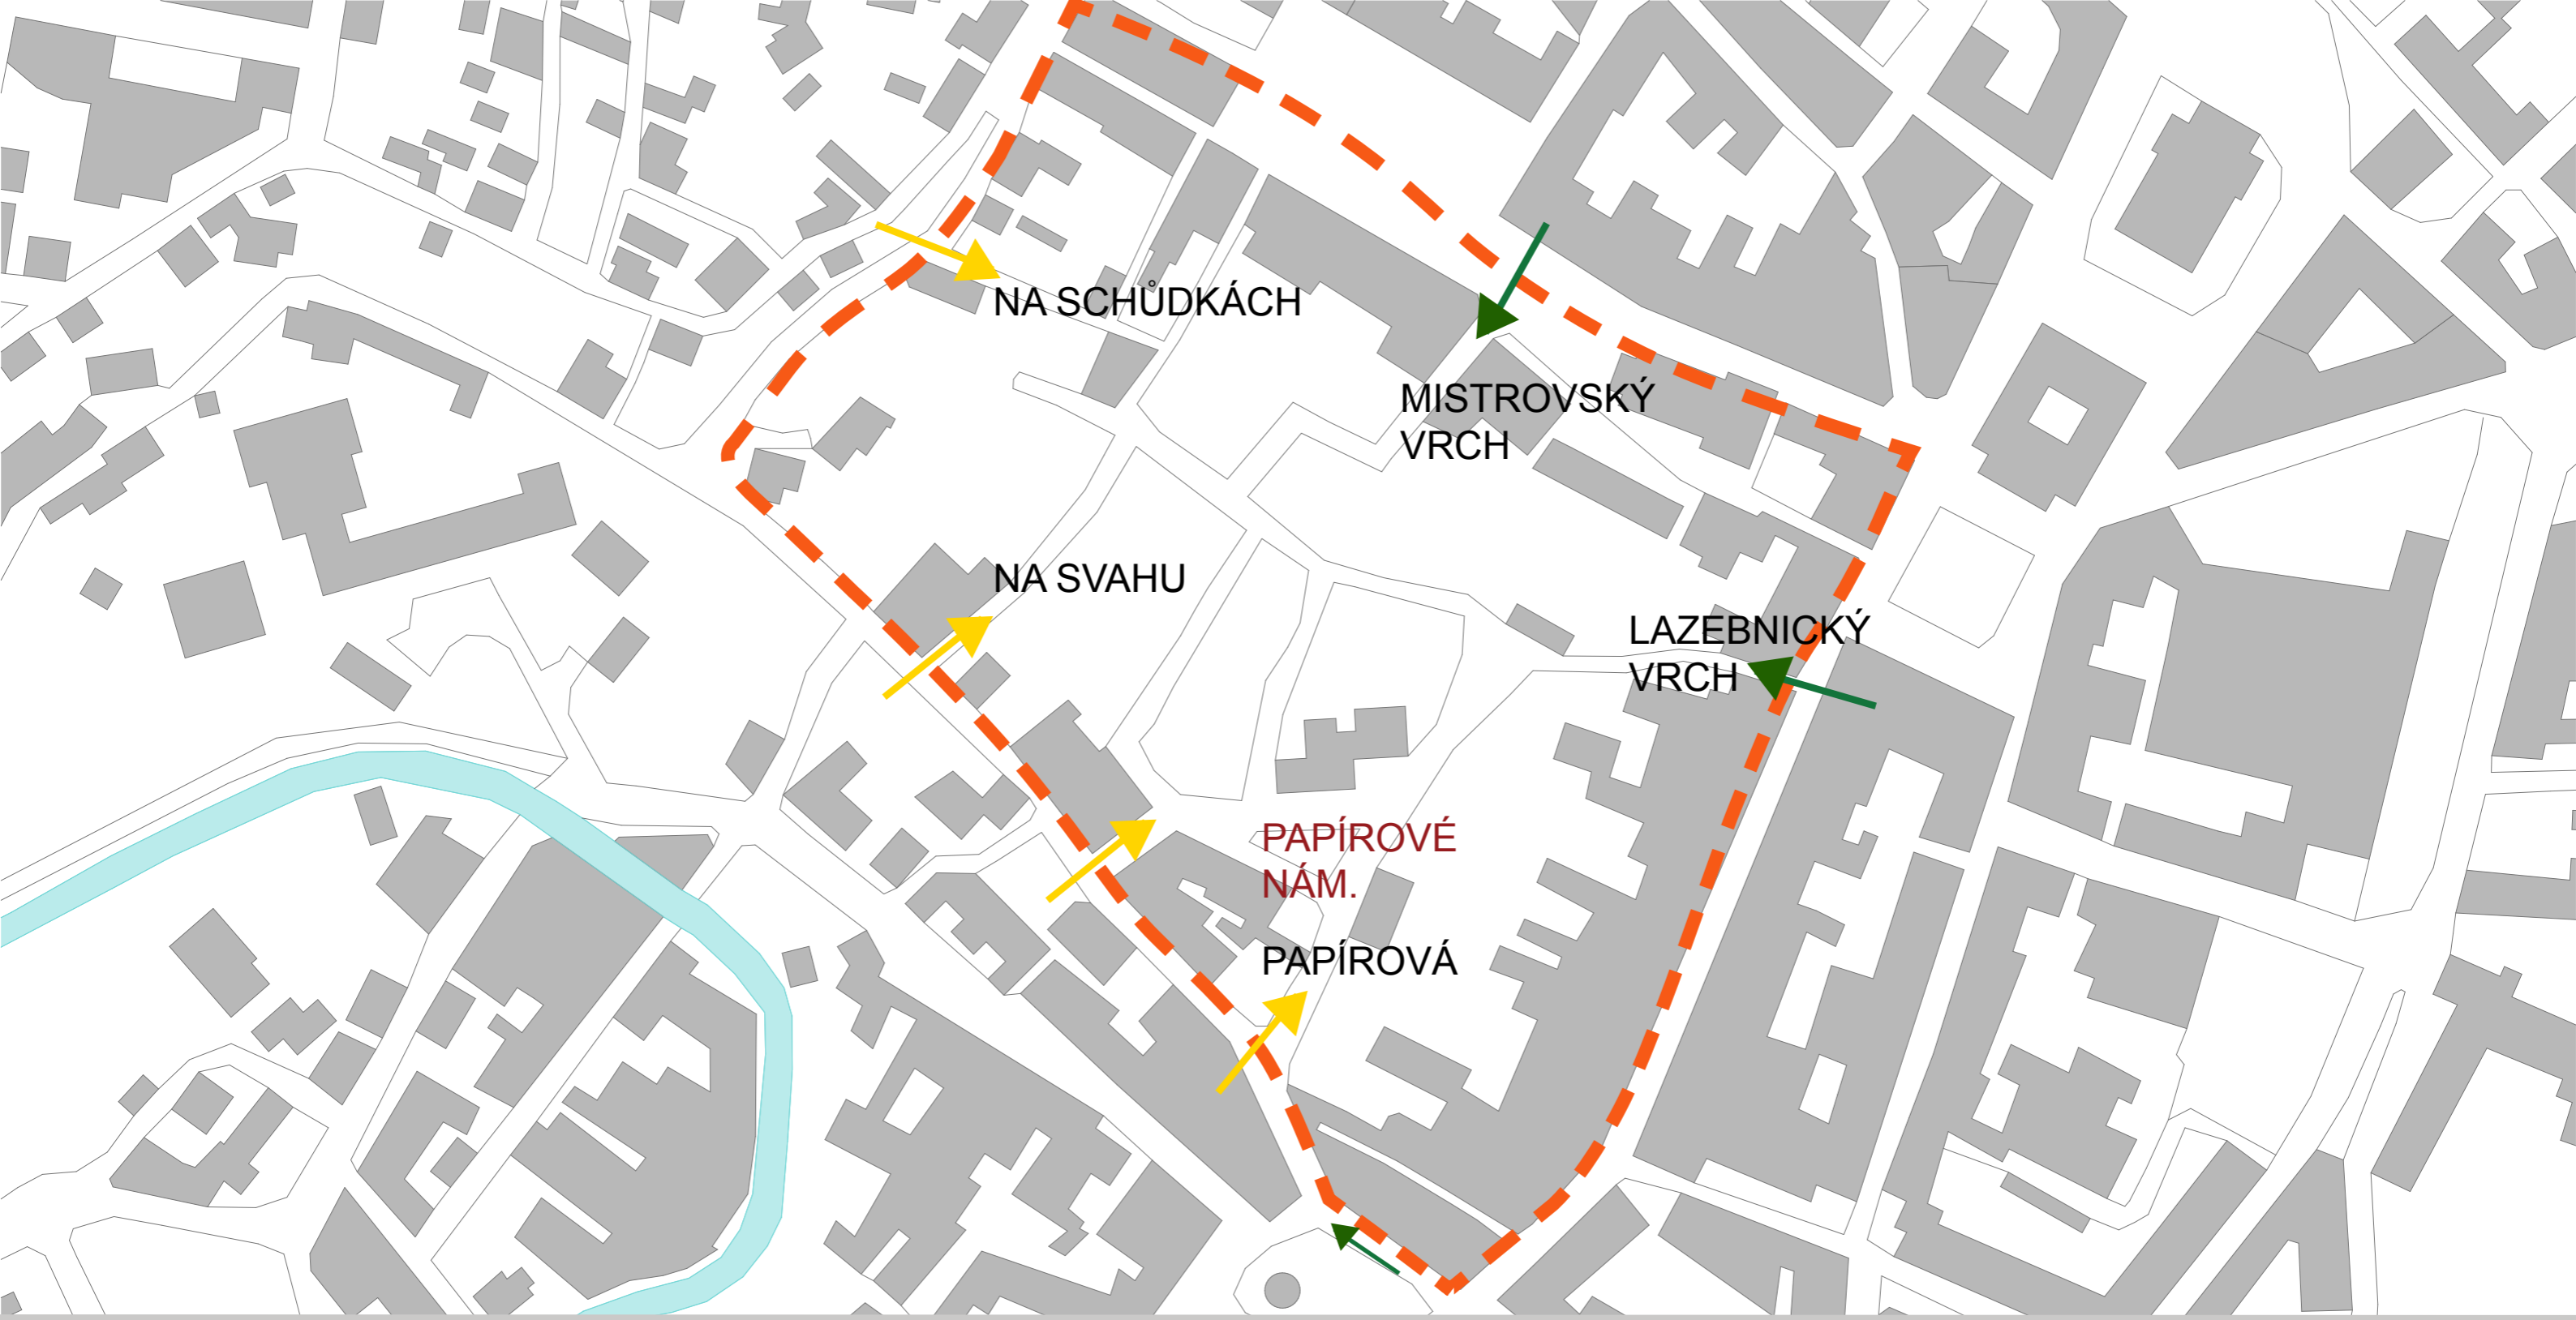 NA SCHŮDKÁCH
MISTROVSKÝ
VRCH
NA SVAHU
LAZEBNICKÝ
VRCH
PAPÍROVÉ
NÁM.
PAPÍROVÁ